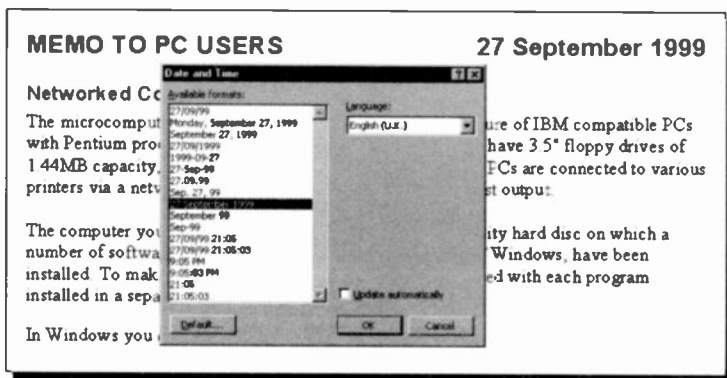 MEMO TO PC USERS 27 September 1999
Networked Co
The microcomput ure of IBM compatible PCs
with Pentium pro have 3.5" floppy drives of
1.44MB capacity, PCs are connected to various
printers via a netw st output.
The computer you ity hard disc on which a
number of softwa Windows, have been
installed. To mak ed with each program
installed in a sepa
In Windows you
Date and Time
Available formats:
27/09/99
Monday, September 27, 1999
September 27, 1999
27/09/1999
1999-09-27
27-Sep-99
27.09.99
Sep. 27, 99
27 September 1999
September 99
Sep-99
27/09/99 21:05
27/09/99 21:05:03
9:05 PM
9:05:03 PM
21:05
21:05:03
Language:
English (U.K.)
Update automatically
Default...
OK
Cancel